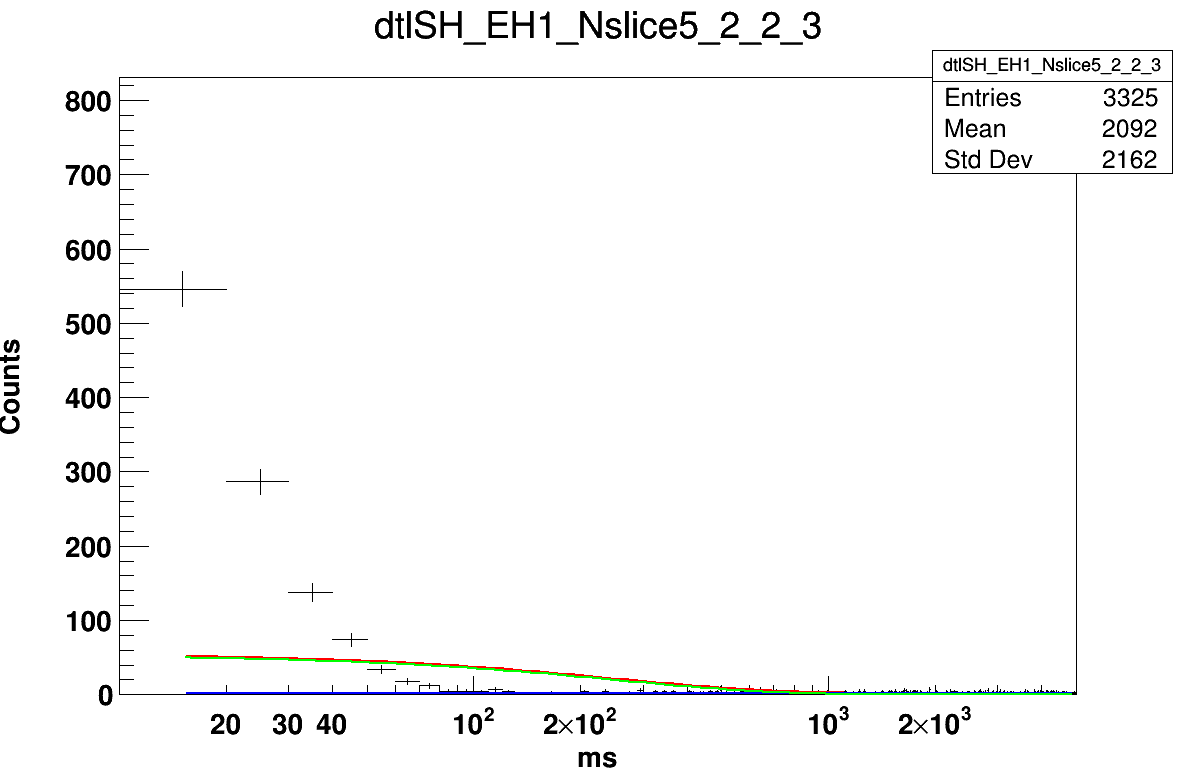 dtlSH_EH1_Nslice5_2_2_3
dtlSH_EH1_Nslice5_2_2_3
Entries 3325
Mean 2092
Std Dev 2162
800
700
600
500
400
300
200
100
0
Counts
20 30 40 10² 2×10² 10³ 2×10³
ms